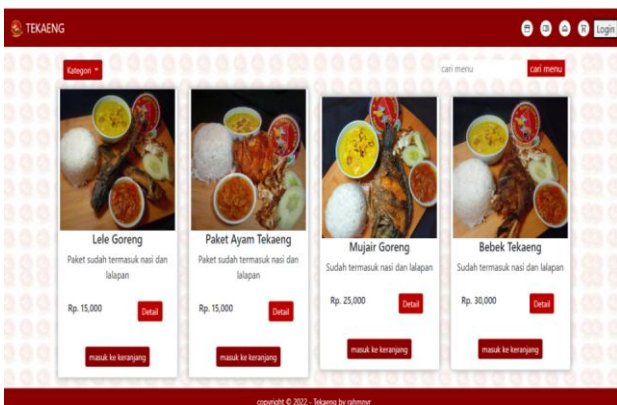 TEKAENG
Login
Kategori
cari menu
cari menu
Lele Goreng
Paket sudah termasuk nasi dan
lalapan
Rp. 15,000
Detail
masuk ke keranjang
Paket Ayam Tekaeng
Paket sudah termasuk nasi dan
lalapan
Rp. 15,000
Detail
masuk ke keranjang
Mujair Goreng
Sudah termasuk nasi dan lalapan
Rp. 25,000
Detail
masuk ke keranjang
Bebek Tekaeng
Sudah termasuk nasi dan lalapan
Rp. 30,000
Detail
masuk ke keranjang
copyright © 2022 - Tekaeng by rahmnyr